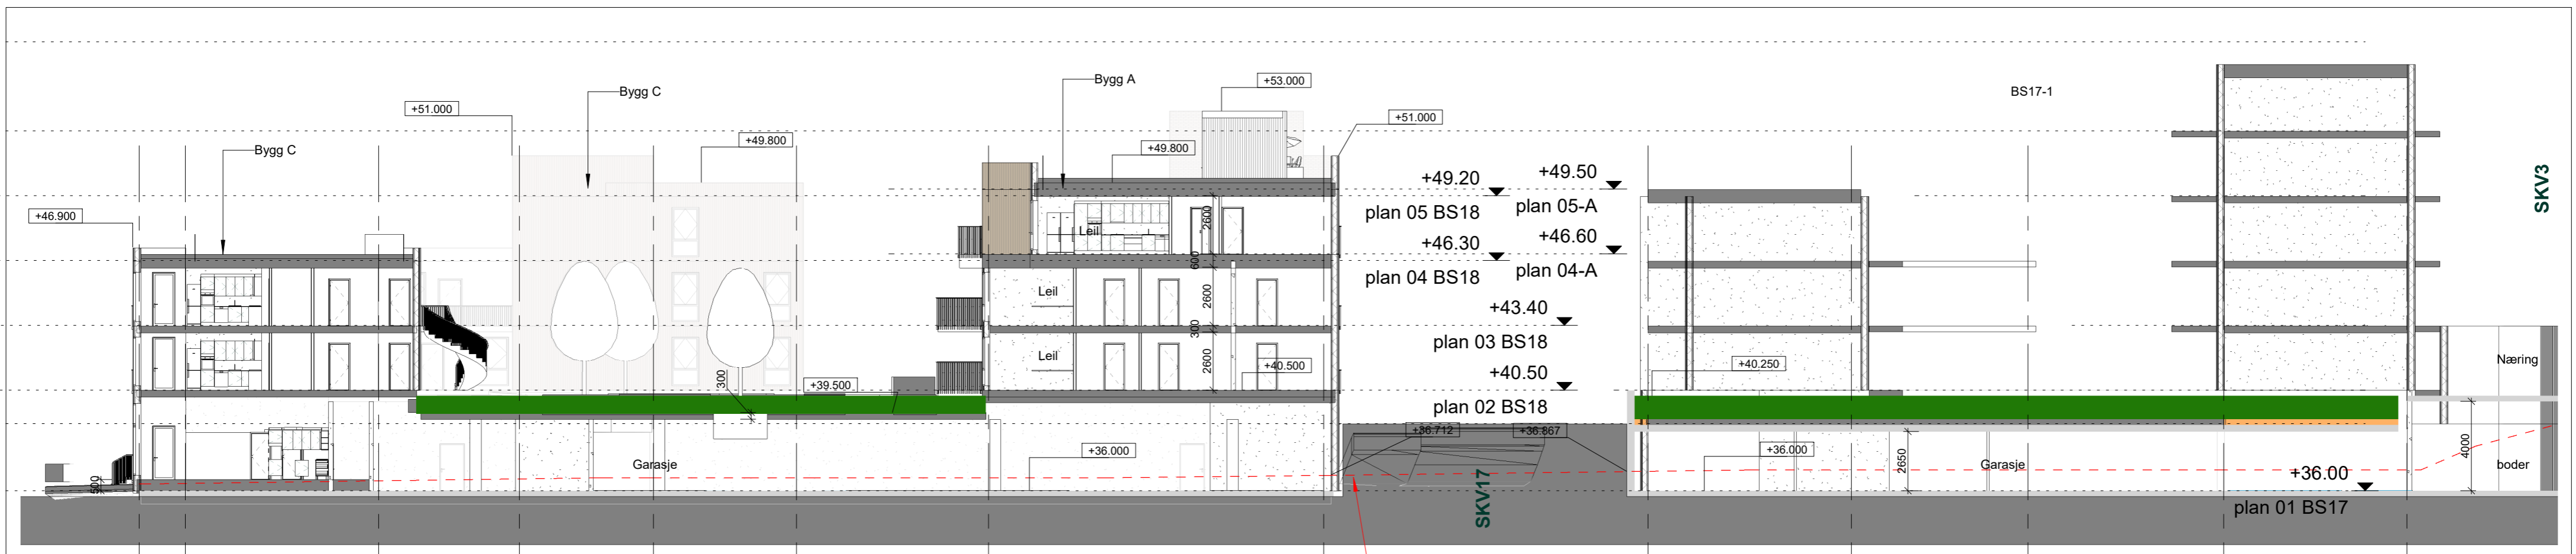 Bygg C
+46.900
+51.000
Bygg C
+49.800
+39.500
300
500
Garasje
+36.000
Bygg A
+53.000
+51.000
+49.800
Leil
2600
600
Leil
2600
300
Leil
2600
+40.500
+49.20
plan 05 BS18
+49.50
plan 05-A
+46.30
plan 04 BS18
+46.60
plan 04-A
+43.40
plan 03 BS18
+40.50
plan 02 BS18
+36.712
+36.867
SKV17
BS17-1
+40.250
+36.000
2650
Garasje
+36.00
plan 01 BS17
SKV3
Næring
4000
boder